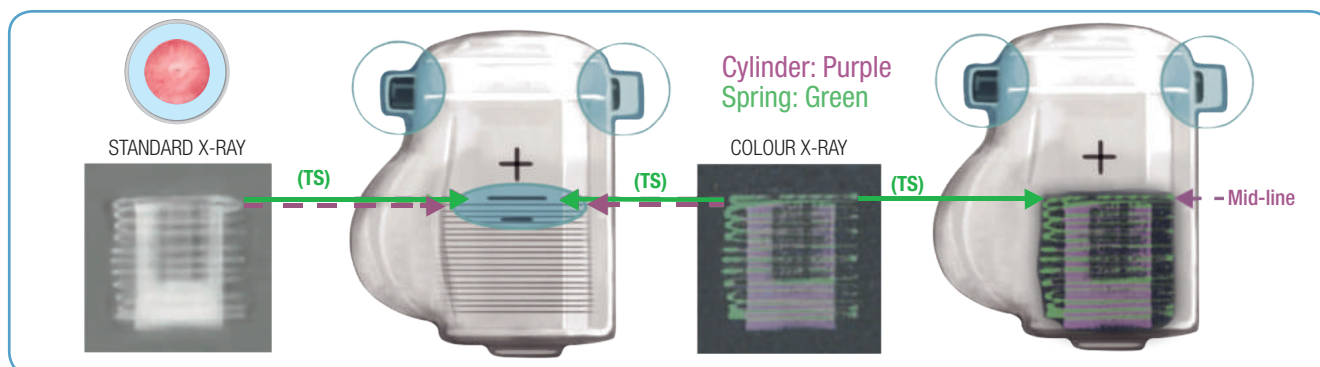 Cylinder: Purple
Spring: Green
STANDARD X-RAY
COLOUR X-RAY
(TS)
(TS)
(TS)
Mid-line